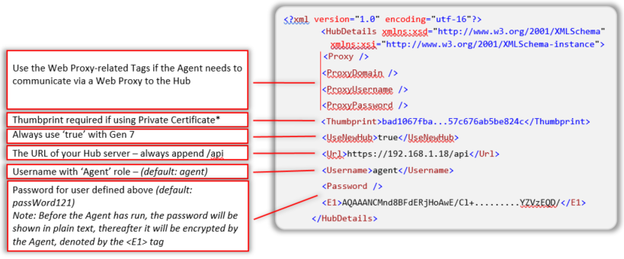 <?xml version="1.0" encoding="utf-16"?>
<HubDetails xmlns:xsd="http://www.w3.org/2001/XMLSchema"
xmlns:xsi="http://www.w3.org/2001/XMLSchema-instance">
Use the Web Proxy-related Tags if the Agent needs to
communicate via a Web Proxy to the Hub
<Proxy />
<ProxyDomain />
<ProxyUsername />
<ProxyPassword />
Thumbprint required if using Private Certificate*
<Thumbprint>bad1067fba...57c676ab5be824c</Thumbprint>
Always use ‘true’ with Gen 7
<UseNewHub>true</UseNewHub>
The URL of your Hub server – always append /api
<Url>https://192.168.1.18/api</Url>
Username with ‘Agent’ role – (default: agent)
<Username>agent</Username>
Password for user defined above (default:
passWord121)
Note: Before the Agent has run, the password will be
shown in plain text, thereafter it will be encrypted by
the Agent, denoted by the <E1> tag
<Password />
<E1>AQAAANCMnd8BFdERjHoAwE/Cl+.........YZVzEQD/</E1>
</HubDetails>